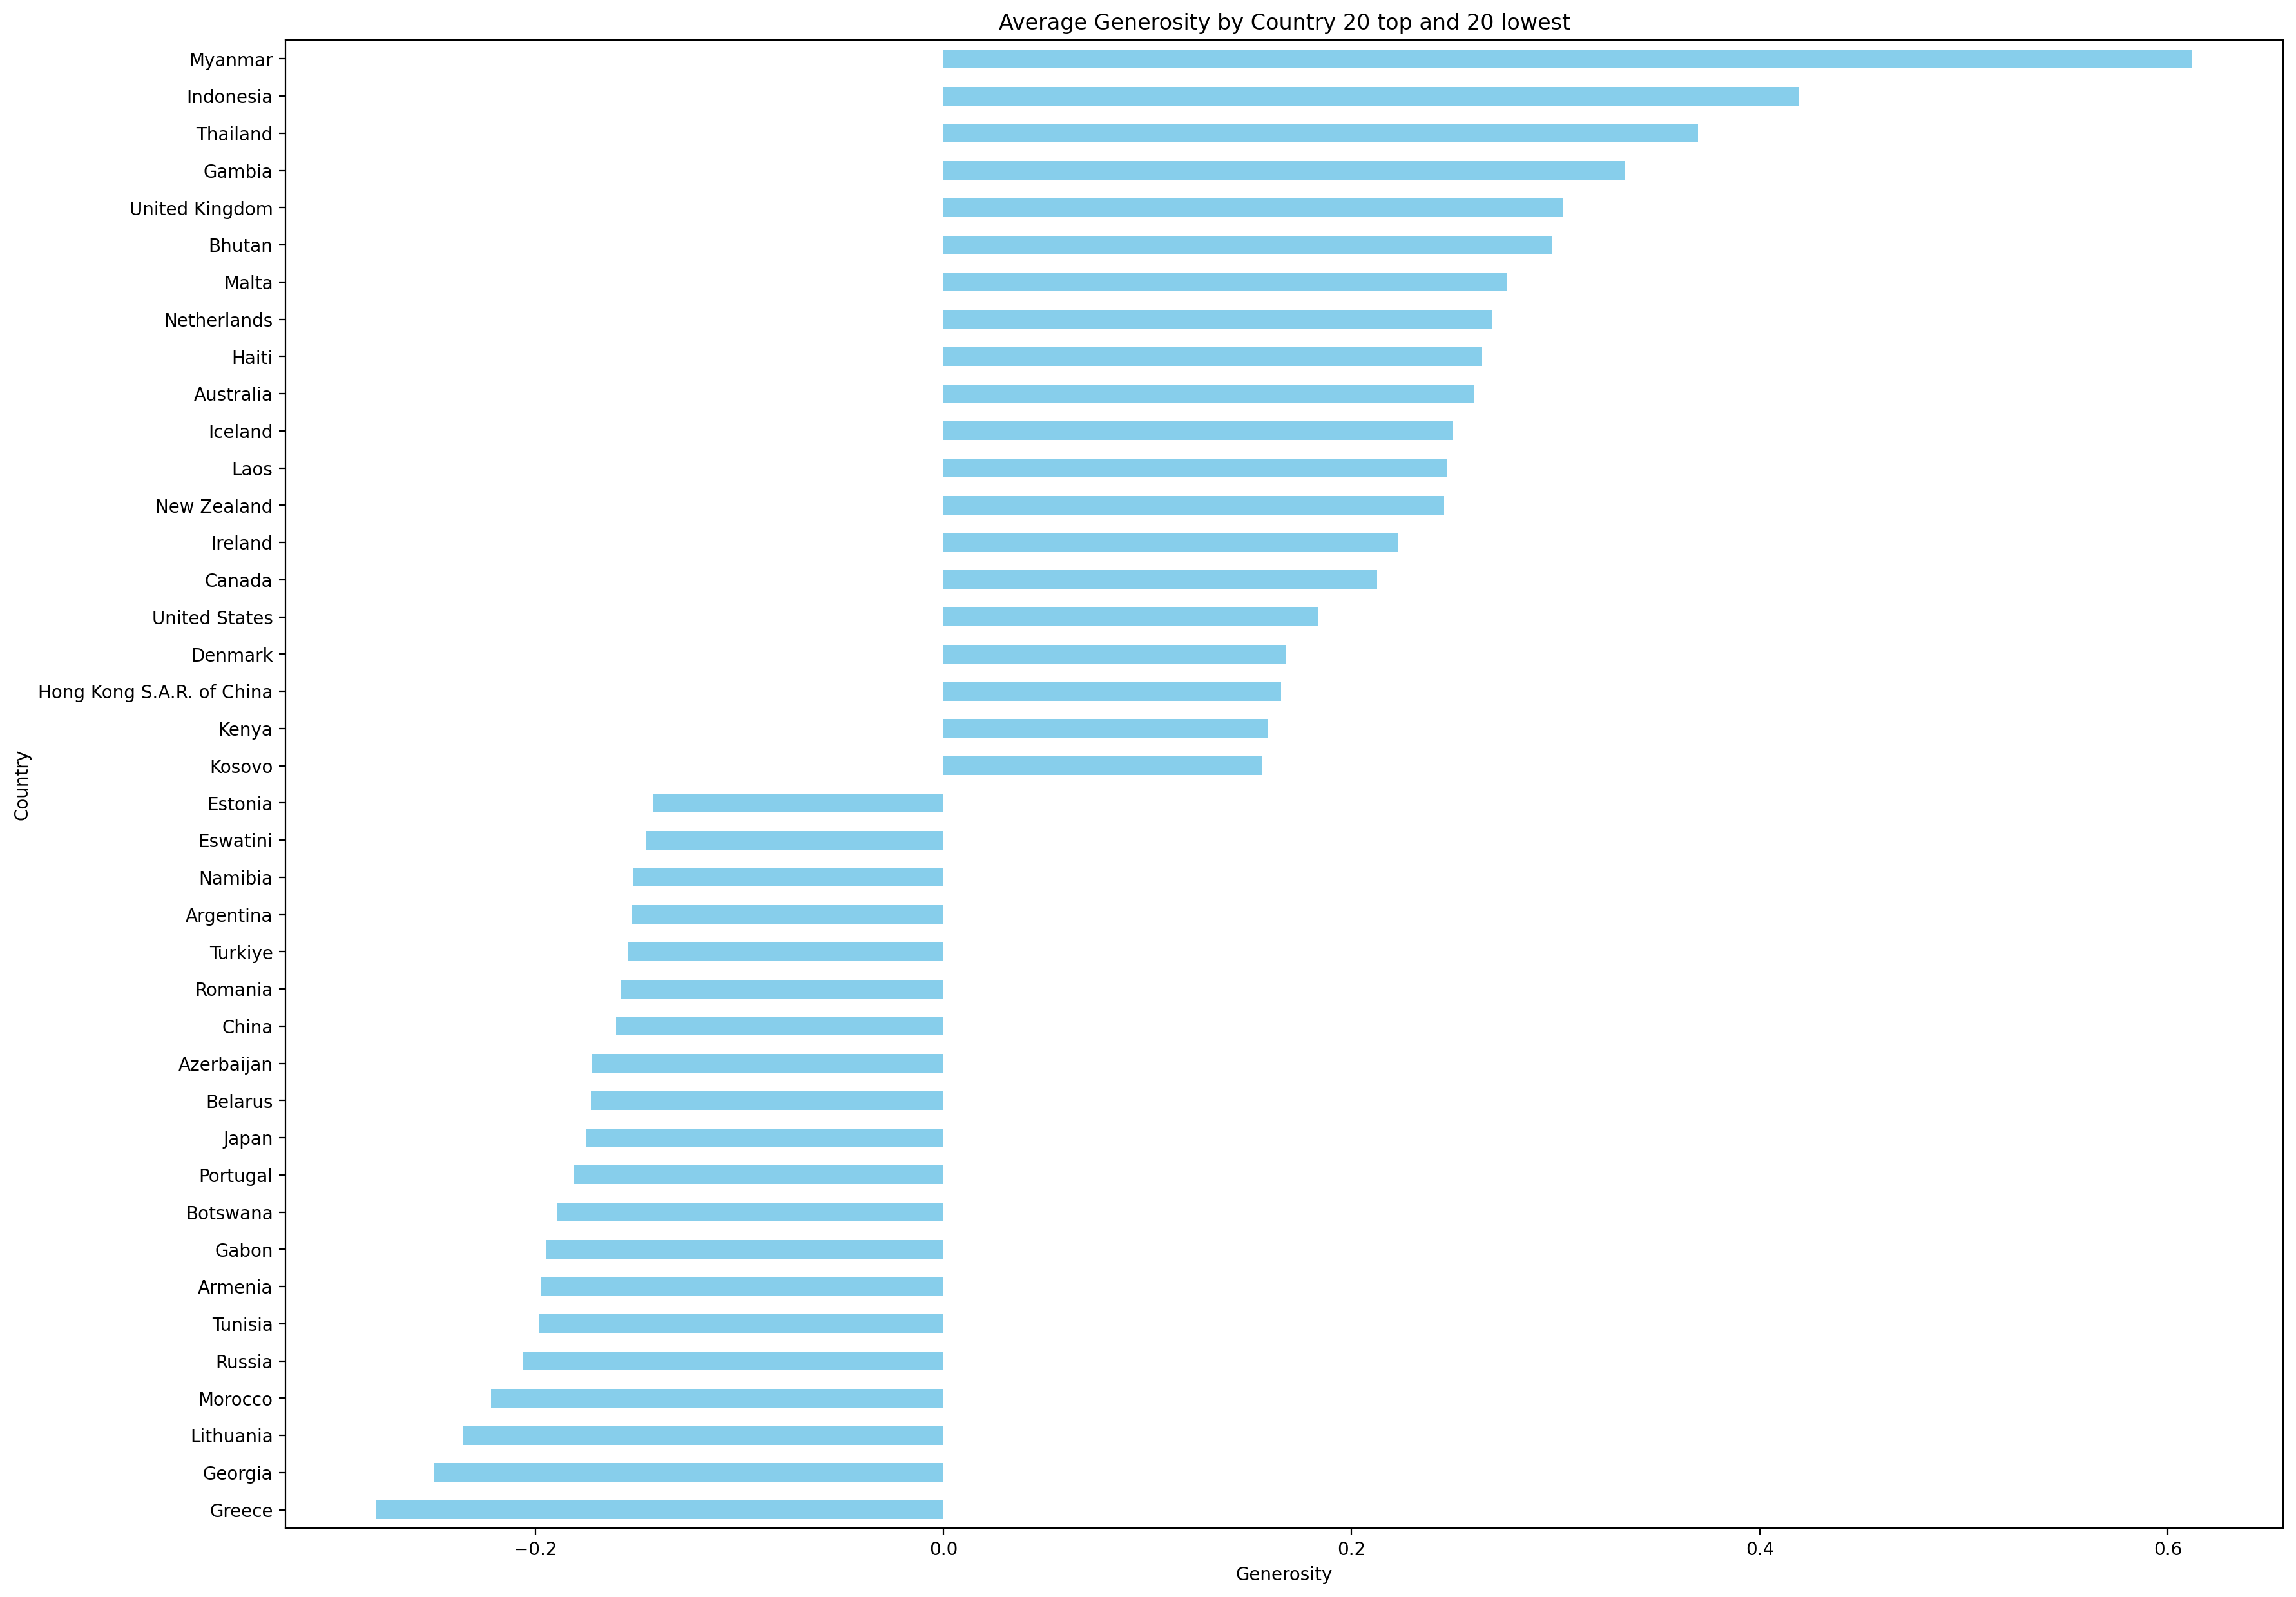 Average Generosity by Country 20 top and 20 lowest
Myanmar
Indonesia
Thailand
Gambia
United Kingdom
Bhutan
Malta
Netherlands
Haiti
Australia
Iceland
Laos
New Zealand
Ireland
Canada
United States
Denmark
Hong Kong S.A.R. of China
Kenya
Kosovo
Estonia
Eswatini
Namibia
Argentina
Turkiye
Romania
China
Azerbaijan
Belarus
Japan
Portugal
Botswana
Gabon
Armenia
Tunisia
Russia
Morocco
Lithuania
Georgia
Greece
Country
−0.2 0.0 0.2 0.4 0.6
Generosity